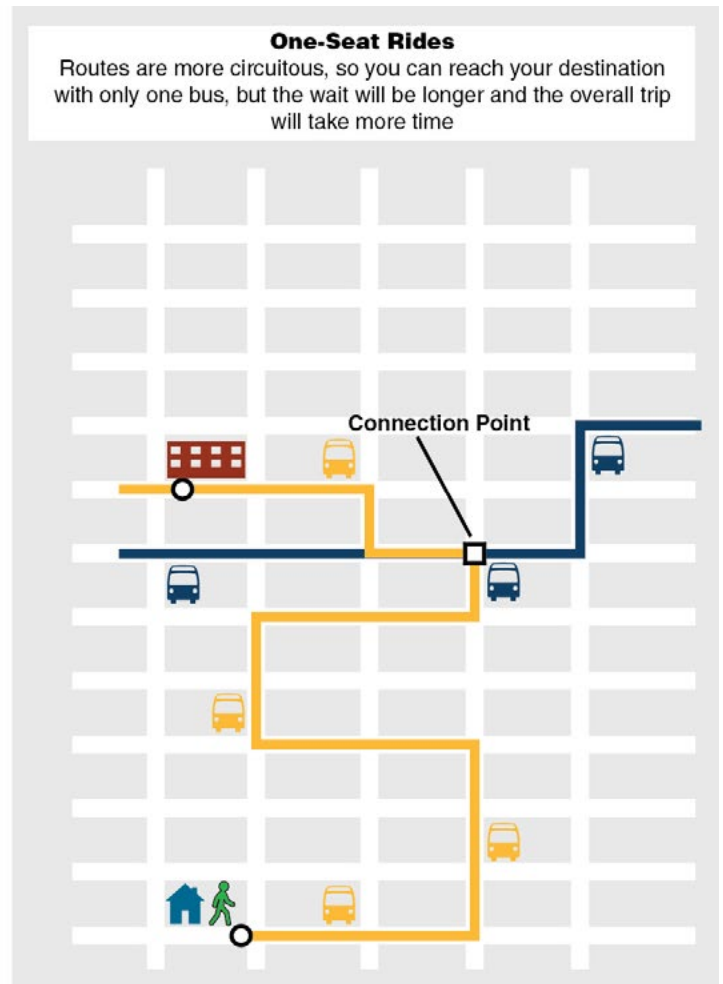 One-Seat Rides
Routes are more circuitous, so you can reach your destination
with only one bus, but the wait will be longer and the overall trip
will take more time
Connection Point